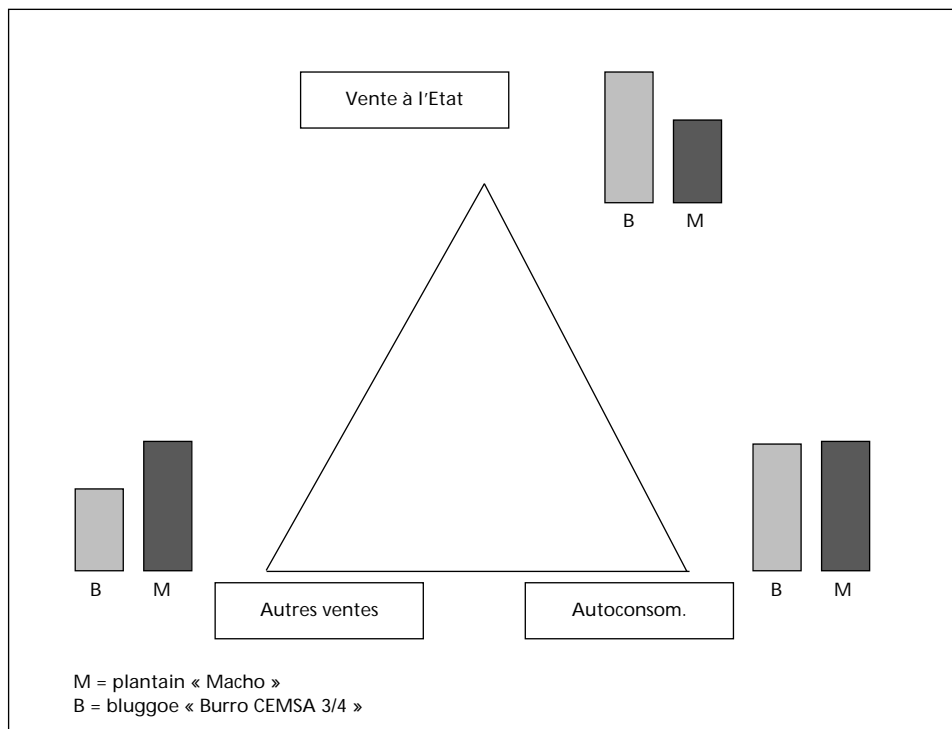 Vente à l'Etat
B M
B M
B M
Autres ventes
Autoconsom.
M = plantain « Macho »
B = bluggoe « Burro CEMSA 3/4 »